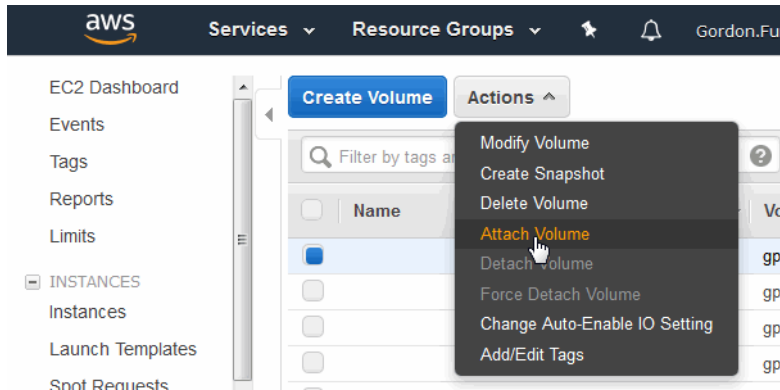 aws Services Resource Groups Gordon.Fu
EC2 Dashboard
Events
Tags
Reports
Limits
INSTANCES
Instances
Launch Templates
Spot Requests
Create Volume Actions
Filter by tags a
Name Vo
Modify Volume
Create Snapshot
Delete Volume
Attach Volume
Detach Volume
Force Detach Volume
Change Auto-Enable IO Setting
Add/Edit Tags
gp
gp
gp
gp